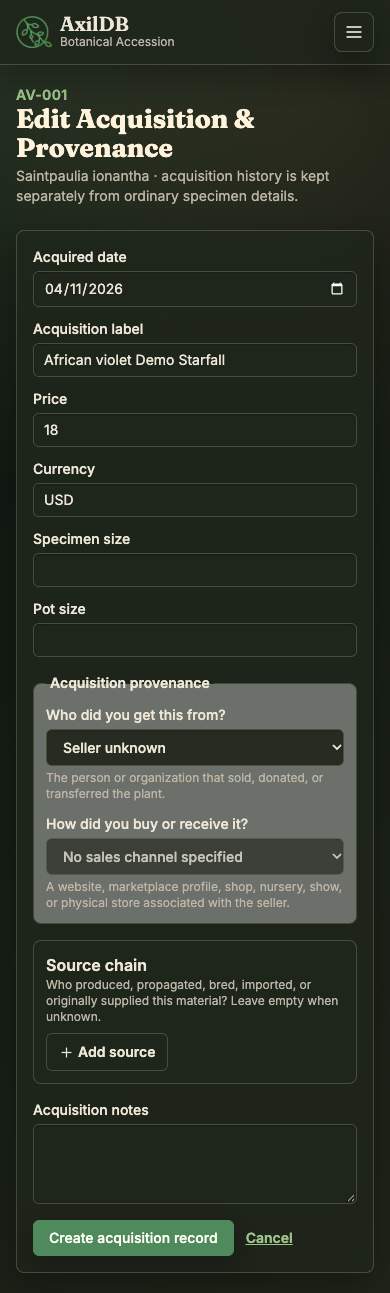 AxilDB
Botanical Accession
AV-001
Edit Acquisition &
Provenance
Saintpaulia ionantha · acquisition history is kept
separately from ordinary specimen details.
Acquired date
04/11/2026
Acquisition label
African violet Demo Starfall
Price
18
Currency
USD
Specimen size
Pot size
Acquisition provenance
Who did you get this from?
Seller unknown
The person or organization that sold, donated, or
transferred the plant.
How did you buy or receive it?
No sales channel specified
A website, marketplace profile, shop, nursery, show,
or physical store associated with the seller.
Source chain
Who produced, propagated, bred, imported, or
originally supplied this material? Leave empty when
unknown.
+ Add source
Acquisition notes
Create acquisition record Cancel